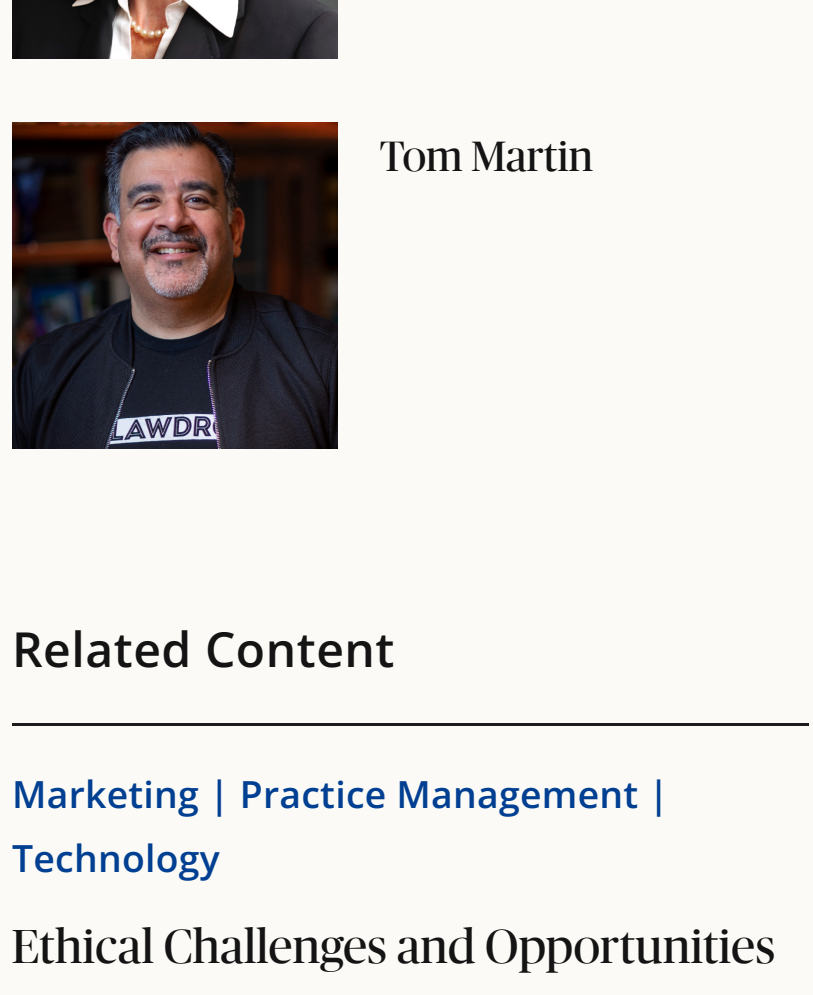 Tom Martin
LAWDR
Related Content
Marketing | Practice Management |
Technology
Ethical Challenges and Opportunities